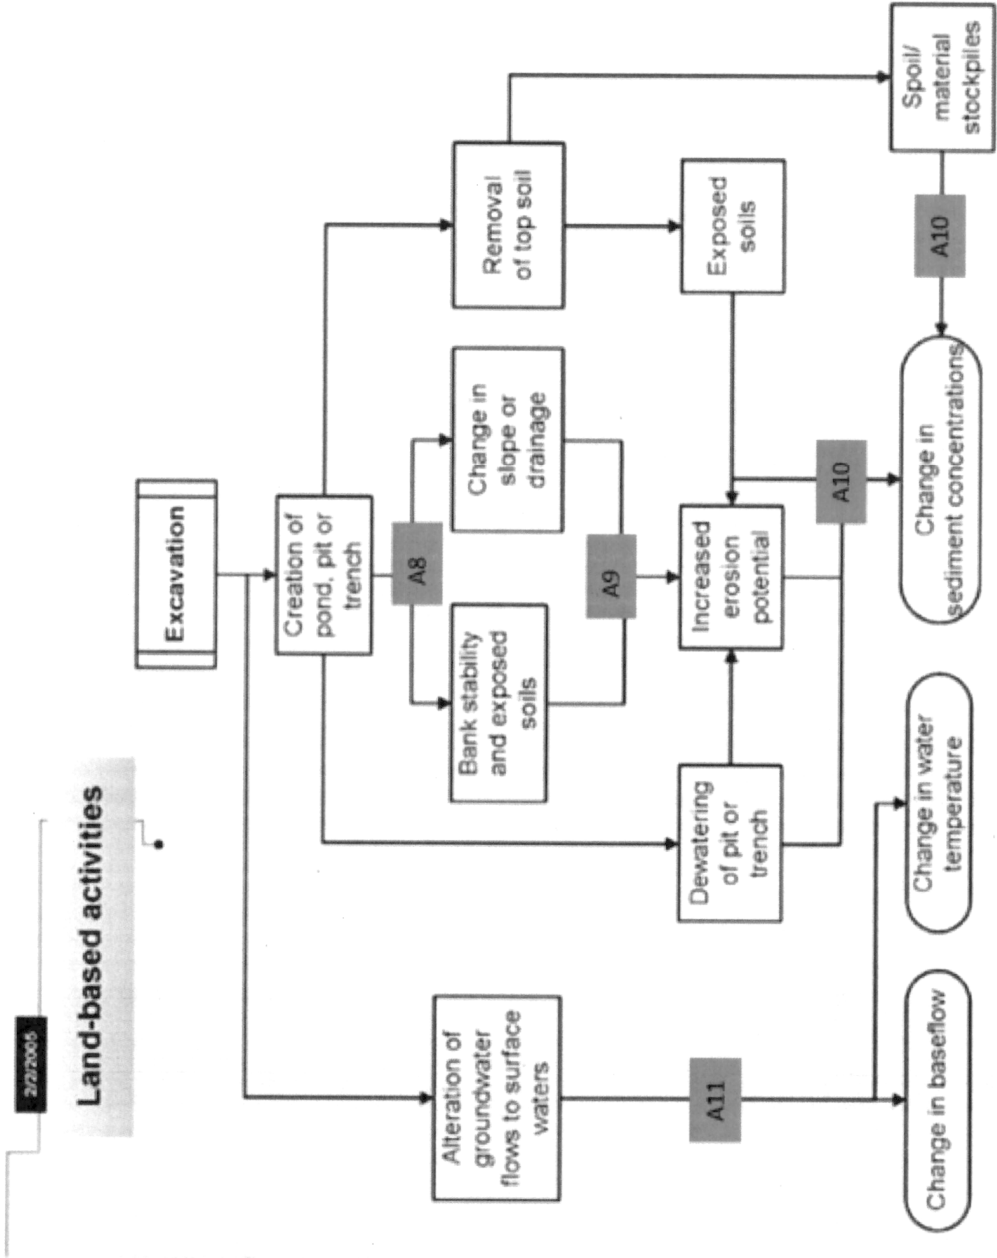 2/2/2005
Land-based activities
Excavation
Creation of
pond, pit or
trench
A8
Alteration of
groundwater
flows to surface
waters
Bank stability
and exposed
soils
Change in
slope or
drainage
Removal
of top soil
A9
A11
Dewatering
of pit or
trench
Increased
erosion
potential
Exposed
soils
A10
Change in baseflow
Change in water
temperature
Change in
sediment concentrations
A10
Spoil/
material
stockpiles